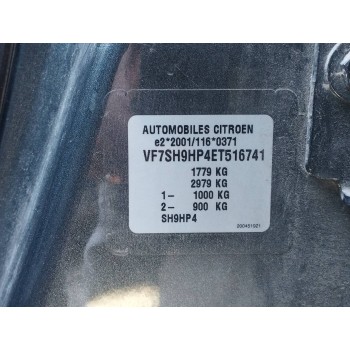 AUTOMOBILES CITROEN
e2*2001/116*0371
VF7SH9HP4ET516741
1779 KG
2979 KG
1- 1000 KG
2- 900 KG
SH9HP4